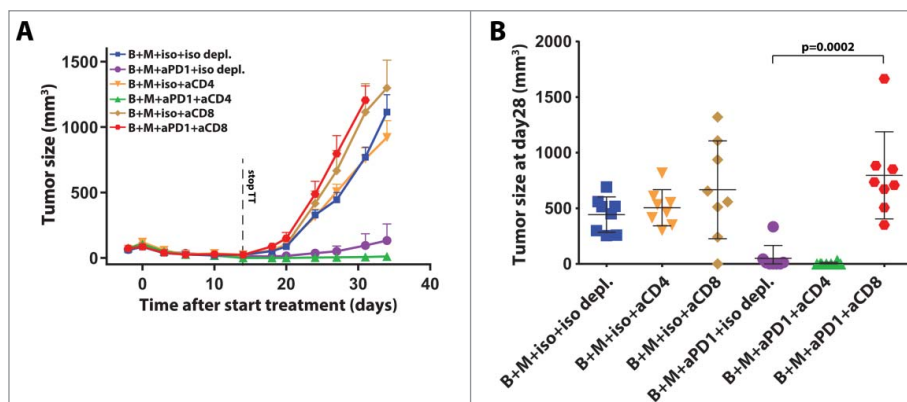 A
Tumor size (mm³)
1500
1000
500
0
B+M+iso+iso depl.
B+M+aPD1+iso depl.
B+M+iso+aCD4
B+M+aPD1+aCD4
B+M+iso+aCD8
B+M+aPD1+aCD8
stop TT
0 10 20 30 40
Time after start treatment (days)
B
Tumor size at day28 (mm³)
2000
1500
1000
500
0
p=0.0002
B+M+iso+iso depl.
B+M+iso+aCD4
B+M+iso+aCD8
B+M+aPD1+iso depl.
B+M+aPD1+aCD4
B+M+aPD1+aCD8